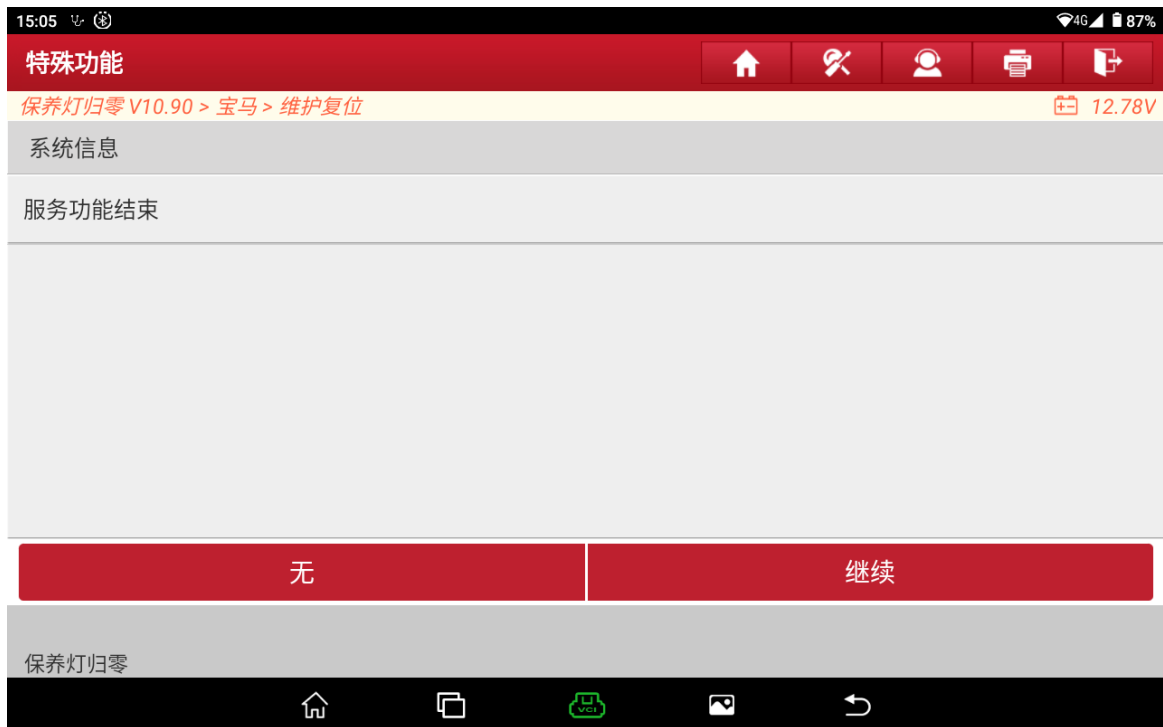 15:05 4G 87%
特殊功能
保养灯归零 V10.90 > 宝马 > 维护复位 12.78V
系统信息
服务功能结束
无 继续
保养灯归零
VCI